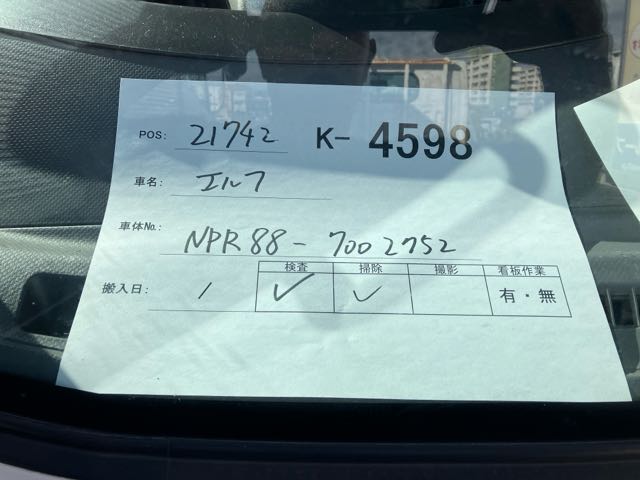 POS: 21742 K- 4598
車名: エルフ
車体No.: NPR88-7002752
検査 掃除 撮影 看板作業
搬入日: / ✓ ✓ 有・無